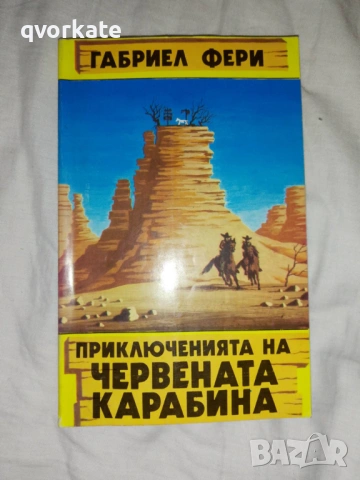 qvorkate
ГАБРИЕЛ ФЕРИ
ПРИКЛЮЧЕНИЯТА НА
ЧЕРВЕНАТА
КАРАБИНА
BAZAR